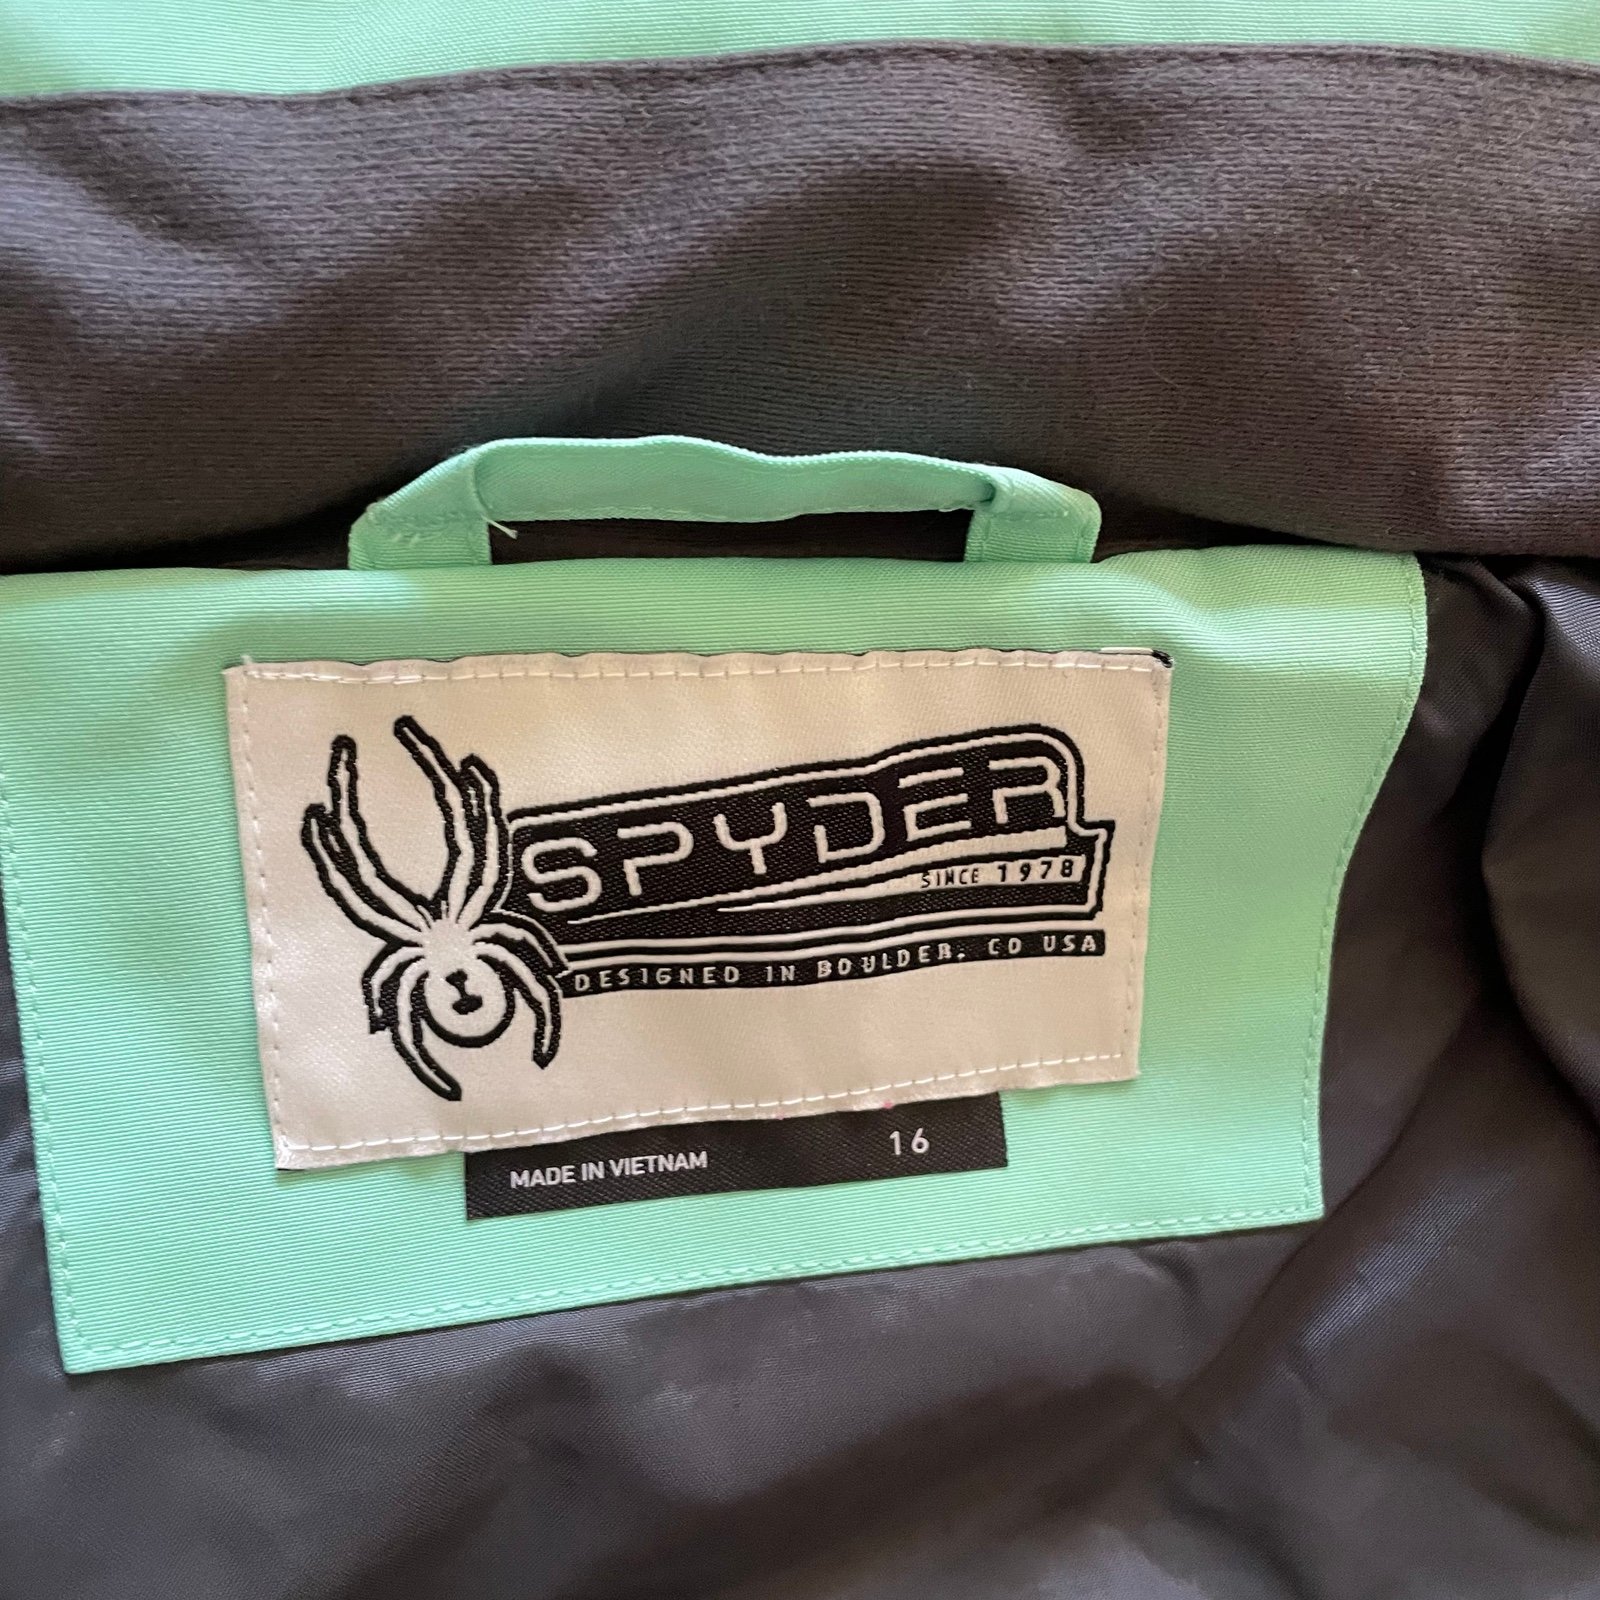 SPYDER
SINCE 1978
DESIGNED IN BOULDER, CO USA
MADE IN VIETNAM 16